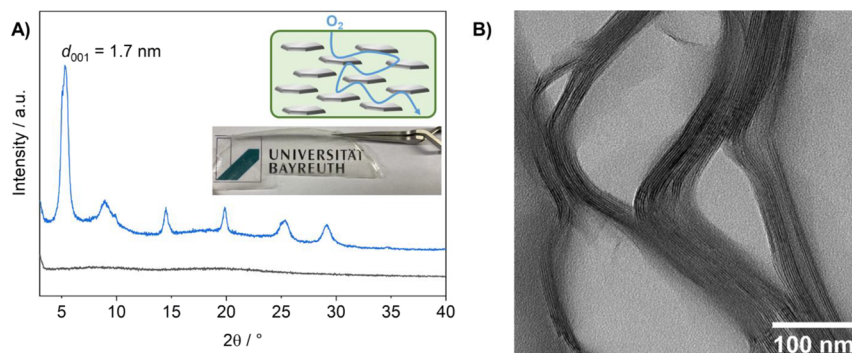 A)
d001 = 1.7 nm
O2
UNIVERSITÄT
BAYREUTH
Intensity / a.u.
5 10 15 20 25 30 35 40
2θ / °
B)
100 nm